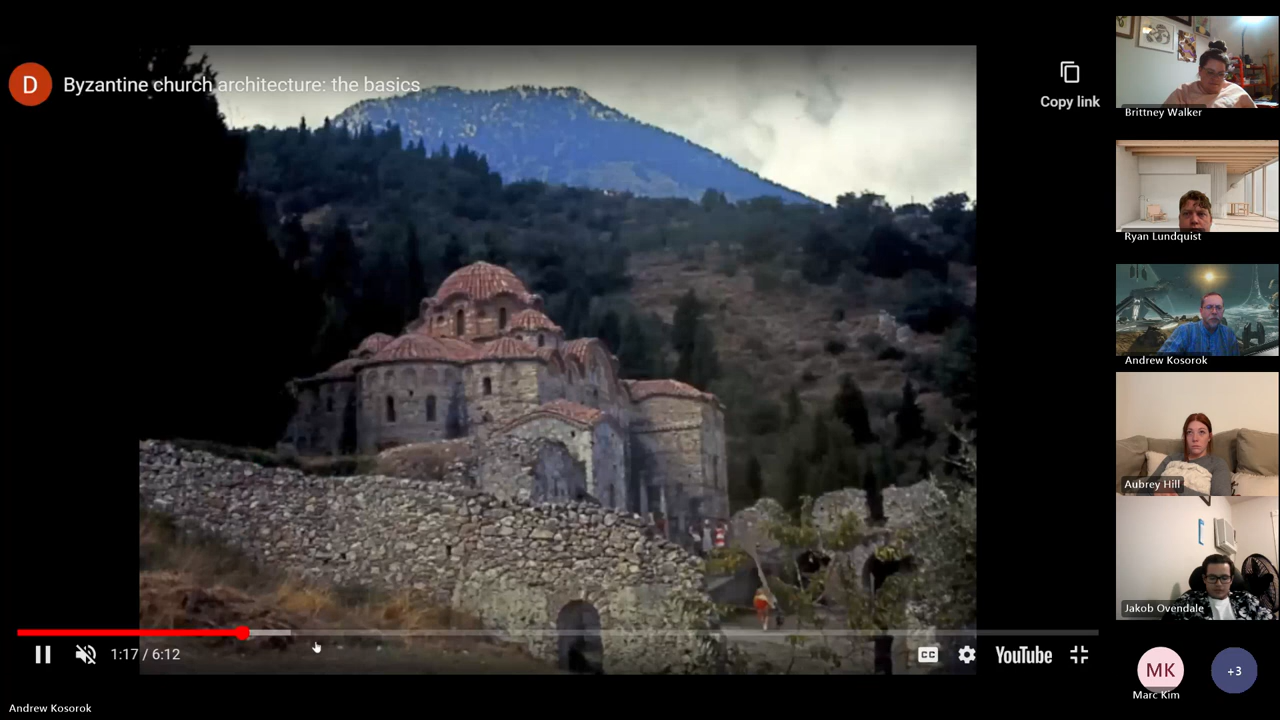 D
Byzantine church architecture: the basics
Copy link
1:17 / 6:12
CC
YouTube
Andrew Kosorok
Brittney Walker
Ryan Lundquist
Andrew Kosorok
Aubrey Hill
Jakob Ovendale
MK
+3
Marc Kim